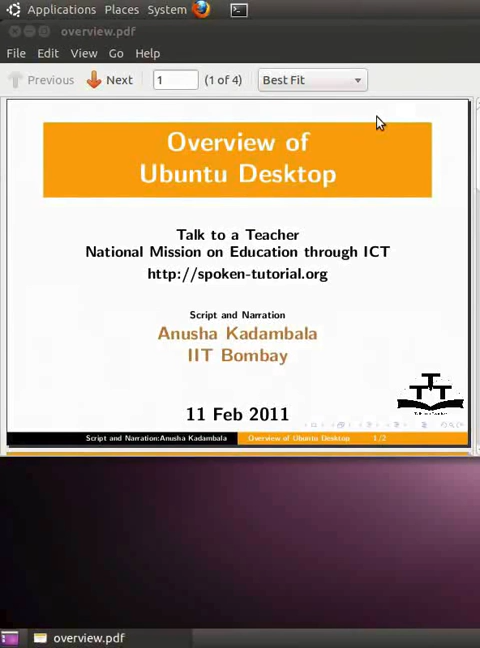 Applications Places System
overview.pdf
File Edit View Go Help
Previous Next 1 (1 of 4) Best Fit
Overview of
Ubuntu Desktop
Talk to a Teacher
National Mission on Education through ICT
http://spoken-tutorial.org
Script and Narration
Anusha Kadambala
IIT Bombay
11 Feb 2011
Script and Narration:Anusha Kadambala Overview of Ubuntu Desktop 1/2
overview.pdf